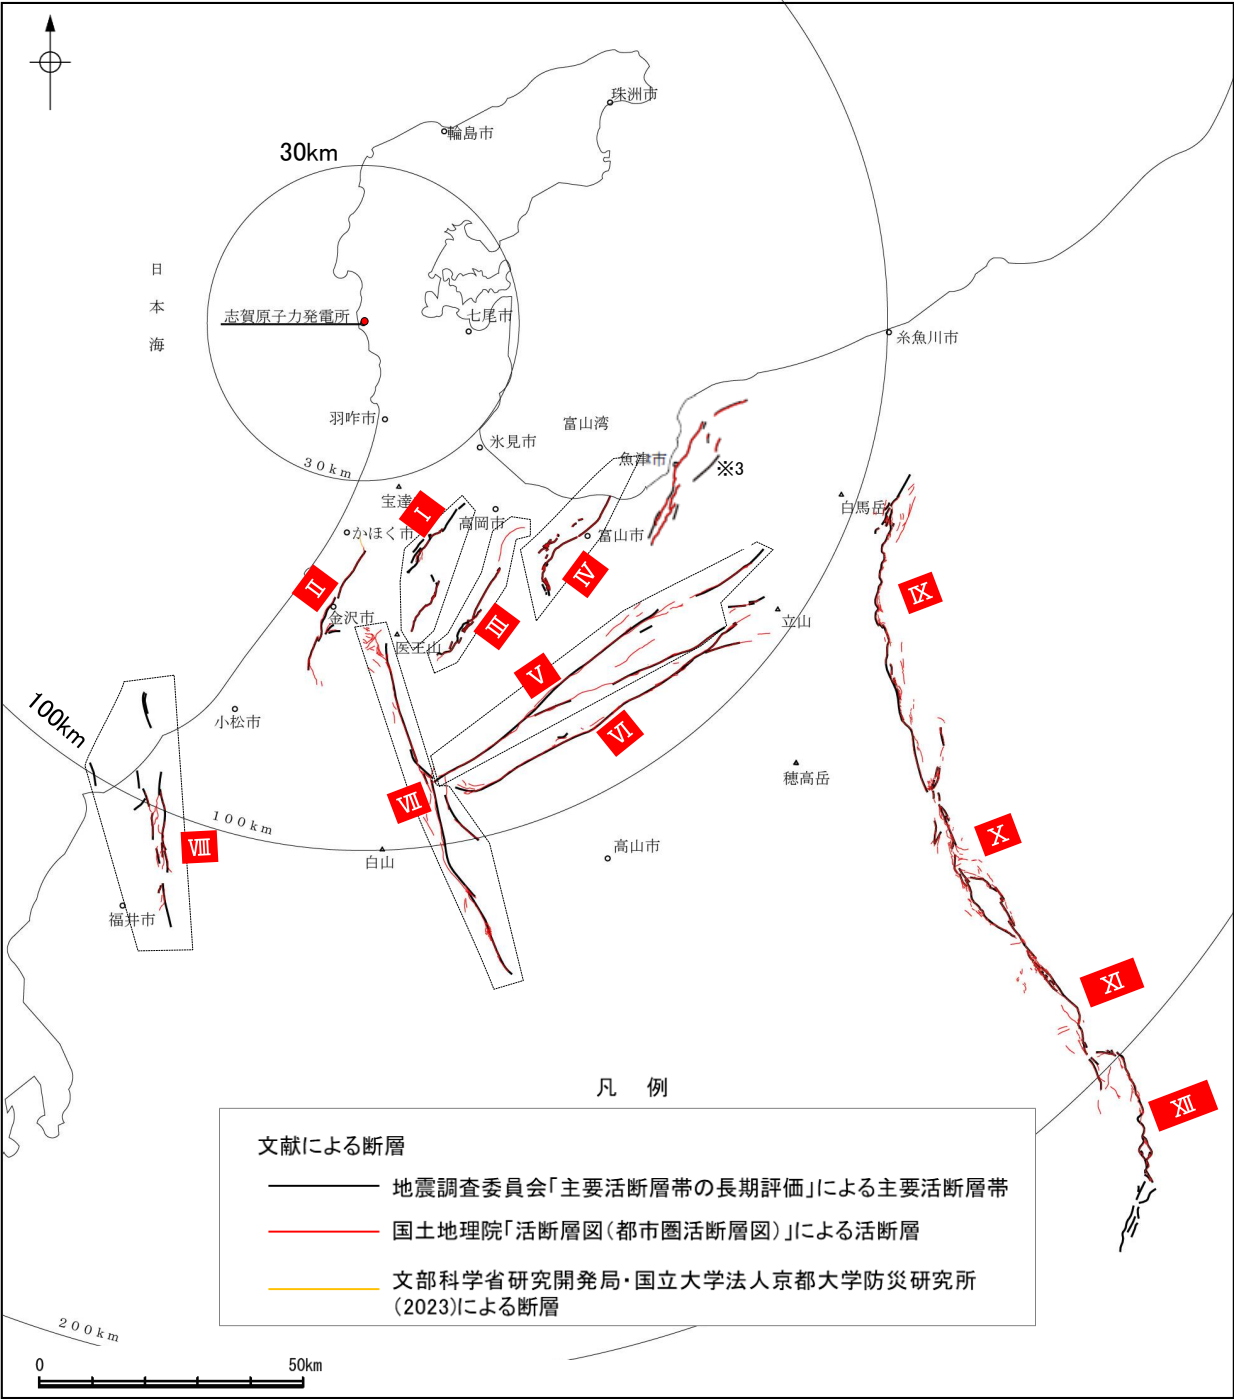 珠洲市
輪島市
30km
日本海
志賀原子力発電所
七尾市
糸魚川市
羽咋市
富山湾
氷見市
30km
魚津市
※3
宝達
白馬岳
Ⅰ
高岡市
かほく市
富山市
Ⅳ
Ⅱ
Ⅸ
金沢市
Ⅲ
立山
医王山
Ⅴ
100km
小松市
Ⅵ
穂高岳
Ⅶ
100km
Ⅹ
Ⅷ
高山市
白山
福井市
Ⅺ
Ⅻ
凡 例
文献による断層
地震調査委員会「主要活断層帯の長期評価」による主要活断層帯
国土地理院「活断層図(都市圏活断層図)」による活断層
文部科学省研究開発局・国立大学法人京都大学防災研究所
(2023)による断層
200km
0 50km